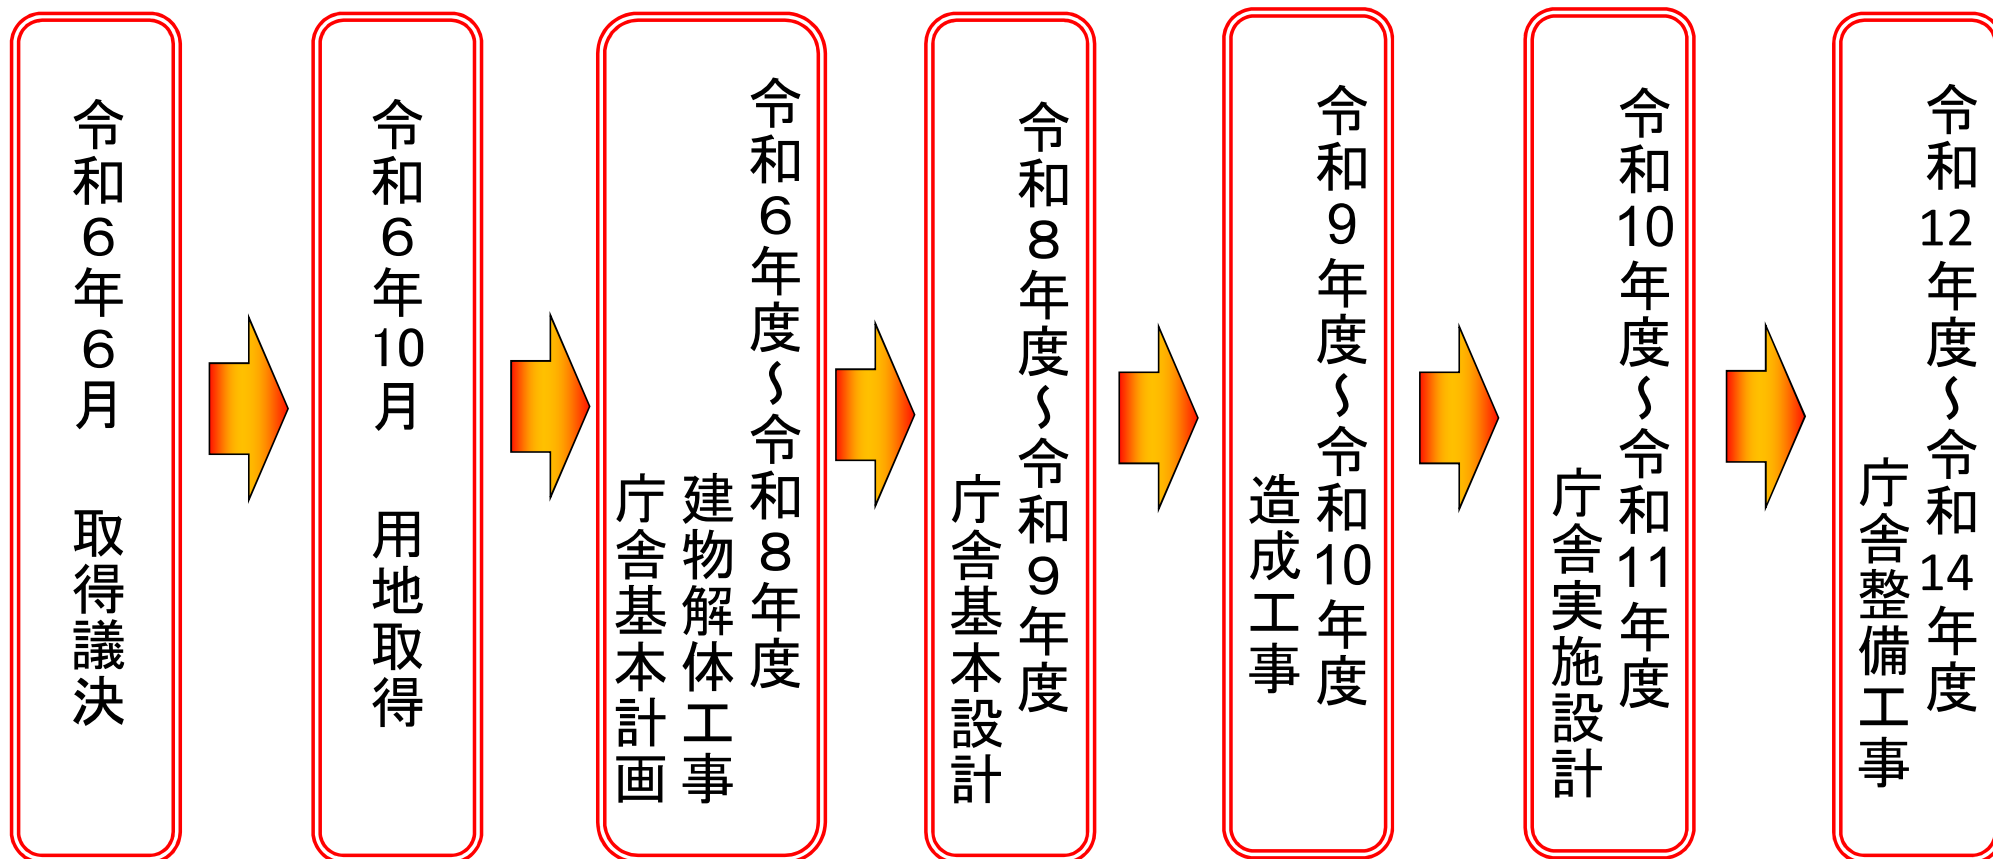 令和６年６月　取得議決
令和６年10月　用地取得
令和６年度～令和８年度
建物解体工事
庁舎基本計画
令和８年度～令和９年度
庁舎基本設計
令和9年度～令和10年度
造成工事
令和10年度～令和11年度
庁舎実施設計
令和12年度～令和14年度
庁舎整備工事